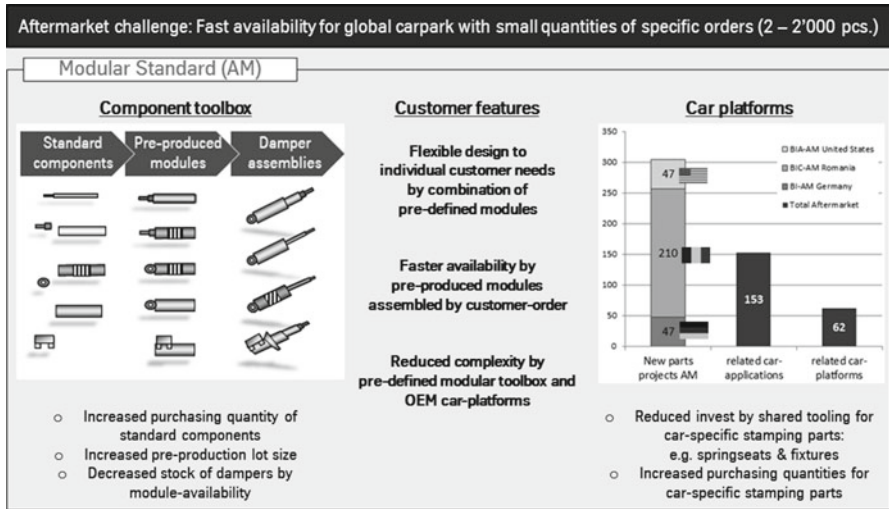 Aftermarket challenge: Fast availability for global carpark with small quantities of specific orders (2 – 2’000 pcs.)
Modular Standard (AM)
Component toolbox
Standard
components
Pre-produced
modules
Damper
assemblies
o Increased purchasing quantity of
standard components
o Increased pre-production lot size
o Decreased stock of dampers by
module-availability
Customer features
Flexible design to
individual customer needs
by combination of
pre-defined modules
Faster availability by
pre-produced modules
assembled by customer-order
Reduced complexity by
pre-defined modular toolbox and
OEM car-platforms
Car platforms
350
300
250
200
150
100
50
0
47
210
47
153
62
BIA-AM United States
BIC-AM Romania
BI-AM Germany
Total Aftermarket
New parts
projects AM
related car-
applications
related car-
platforms
o Reduced invest by shared tooling for
car-specific stamping parts:
e.g. springseats & fixtures
o Increased purchasing quantities for
car-specific stamping parts